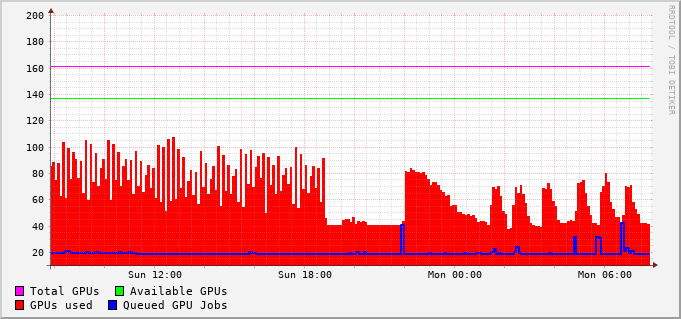 RRDTOOL / TOBI OETIKER
200
180
160
140
120
100
80
60
40
20
Sun 12:00 Sun 18:00 Mon 00:00 Mon 06:00
Total GPUs Available GPUs
GPUs used Queued GPU Jobs